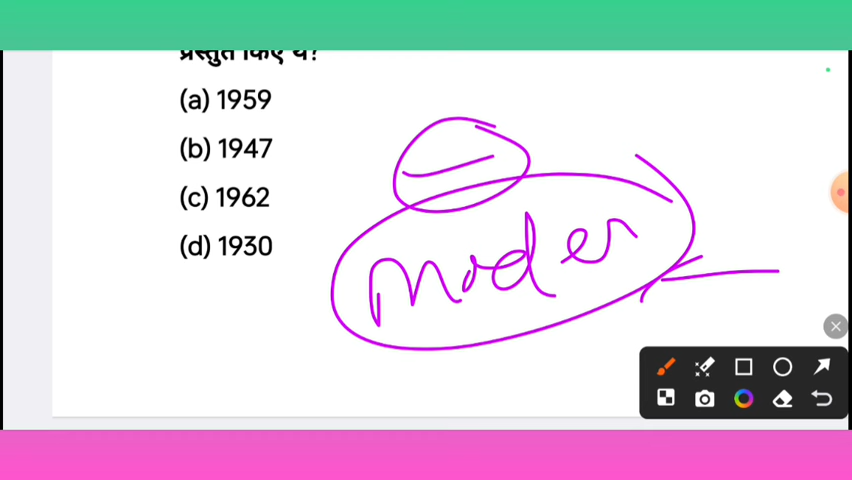 प्रस्तुत किए थे?
(a) 1959
(b) 1947
(c) 1962
(d) 1930
moder